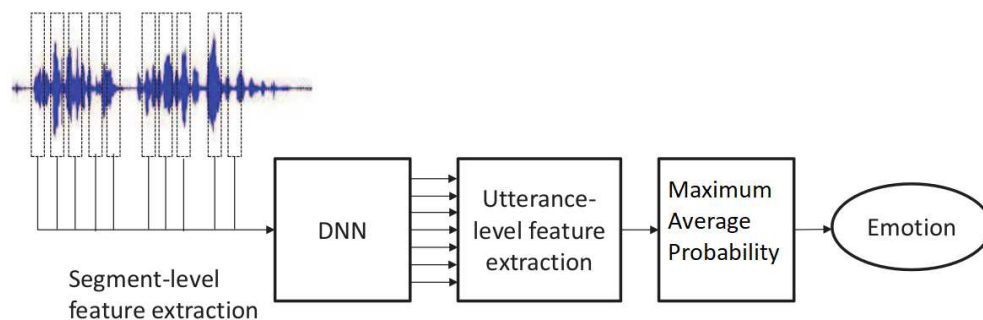 Segment-level
feature extraction
DNN
Utterance-
level feature
extraction
Maximum
Average
Probability
Emotion